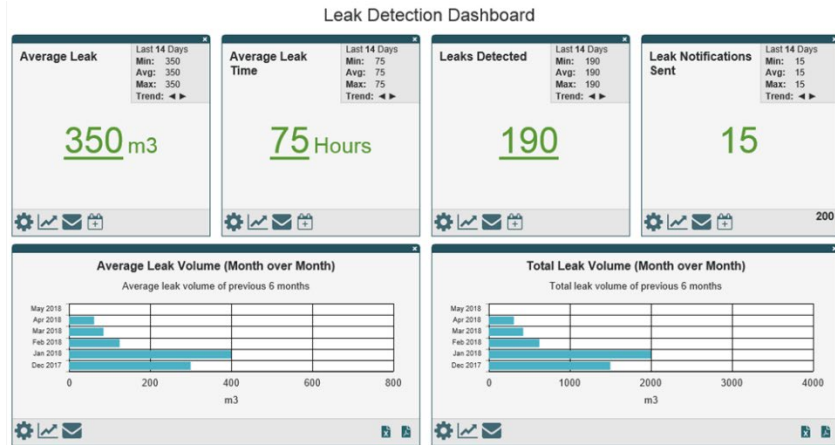 Leak Detection Dashboard
Average Leak
Last 14 Days
Min: 350
Avg: 350
Max: 350
Trend: ◄ ►
350 m3
Average Leak
Time
Last 14 Days
Min: 75
Avg: 75
Max: 75
Trend: ◄ ►
75 Hours
Leaks Detected
Last 14 Days
Min: 190
Avg: 190
Max: 190
Trend: ◄ ►
190
Leak Notifications
Sent
Last 14 Days
Min: 15
Avg: 15
Max: 15
Trend: ◄ ►
15
200
Average Leak Volume (Month over Month)
Average leak volume of previous 6 months
May 2018
Apr 2018
Mar 2018
Feb 2018
Jan 2018
Dec 2017
0 200 400 600 800
m3
Total Leak Volume (Month over Month)
Total leak volume of previous 6 months
May 2018
Apr 2018
Mar 2018
Feb 2018
Jan 2018
Dec 2017
0 1000 2000 3000 4000
m3